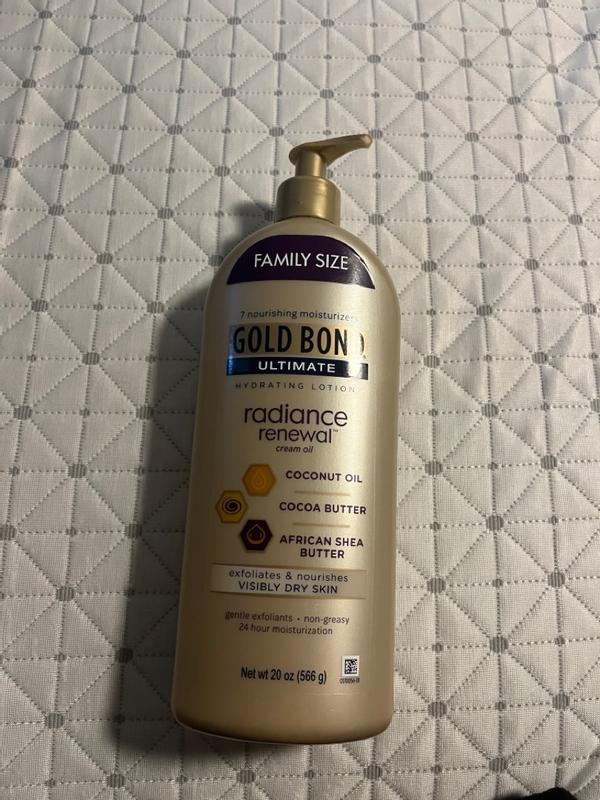 FAMILY SIZE
7 nourishing moisturizers
GOLD BOND
ULTIMATE
HYDRATING LOTION
radiance
renewal™
cream oil
COCONUT OIL
COCOA BUTTER
AFRICAN SHEA
BUTTER
exfoliates & nourishes
VISIBLY DRY SKIN
gentle exfoliants • non-greasy
24 hour moisturization
Net wt 20 oz (566 g)